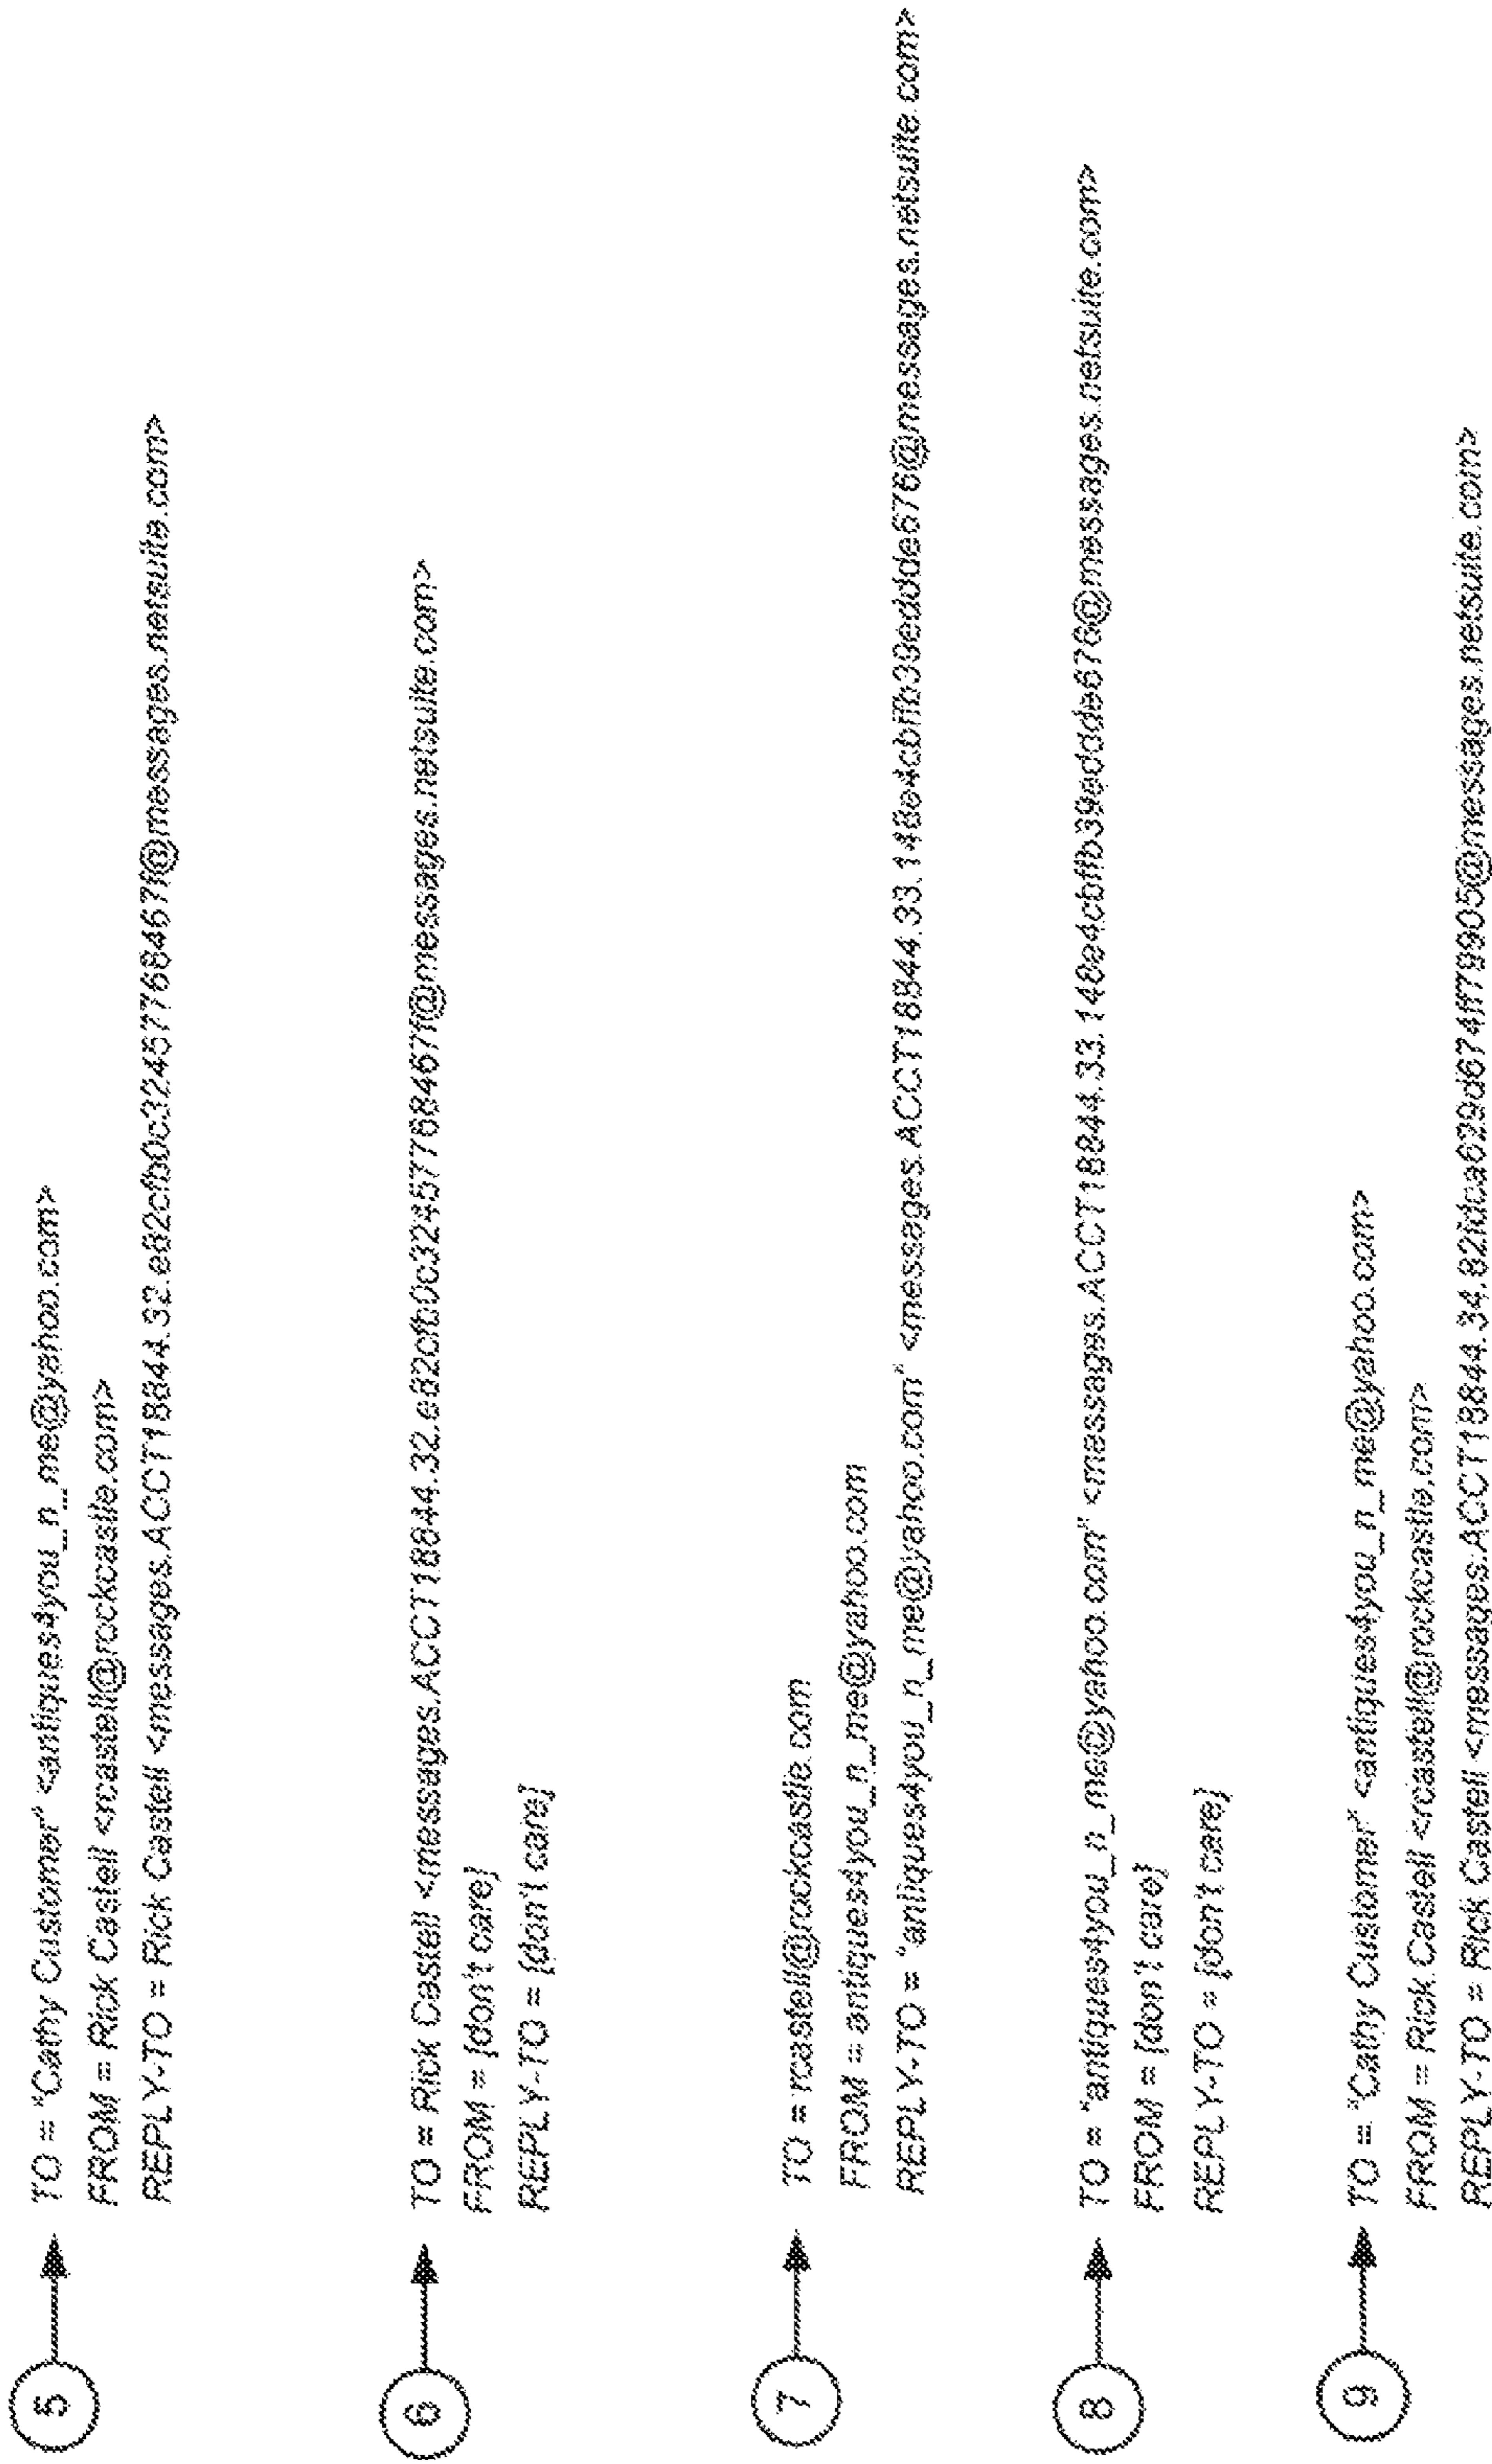 5
TO = "Cathy Customer" <antiques4you_n_me@yahoo.com>
FROM = Rick Castell <rcastell@rockcastle.com>
REPLY-TO = Rick Castell <messages.ACCT18844.32.e82cfb0c32457768467f@messages.netsuite.com>
6
TO = Rick Castell <messages.ACCT18844.32.e82cfb0c32457768467f@messages.netsuite.com>
FROM = [don't care]
REPLY-TO = [don't care]
7
TO = rcastell@rockcastle.com
FROM = antiques4you_n_me@yahoo.com
REPLY-TO = "antiques4you_n_me@yahoo.com" <messages.ACCT18844.33.148e4cbffb39eddde676@messages.netsuite.com>
8
TO = "antiques4you_n_me@yahoo.com" <messages.ACCT18844.33.148e4cbffb39eddde676@messages.netsuite.com>
FROM = [don't care]
REPLY-TO = [don't care]
9
TO = "Cathy Customer" <antiques4you_n_me@yahoo.com>
FROM = Rick Castell <rcastell@rockcastle.com>
REPLY-TO = Rick Castell <messages.ACCT18844.34.82fdca629d674ff79905@messages.netsuite.com>